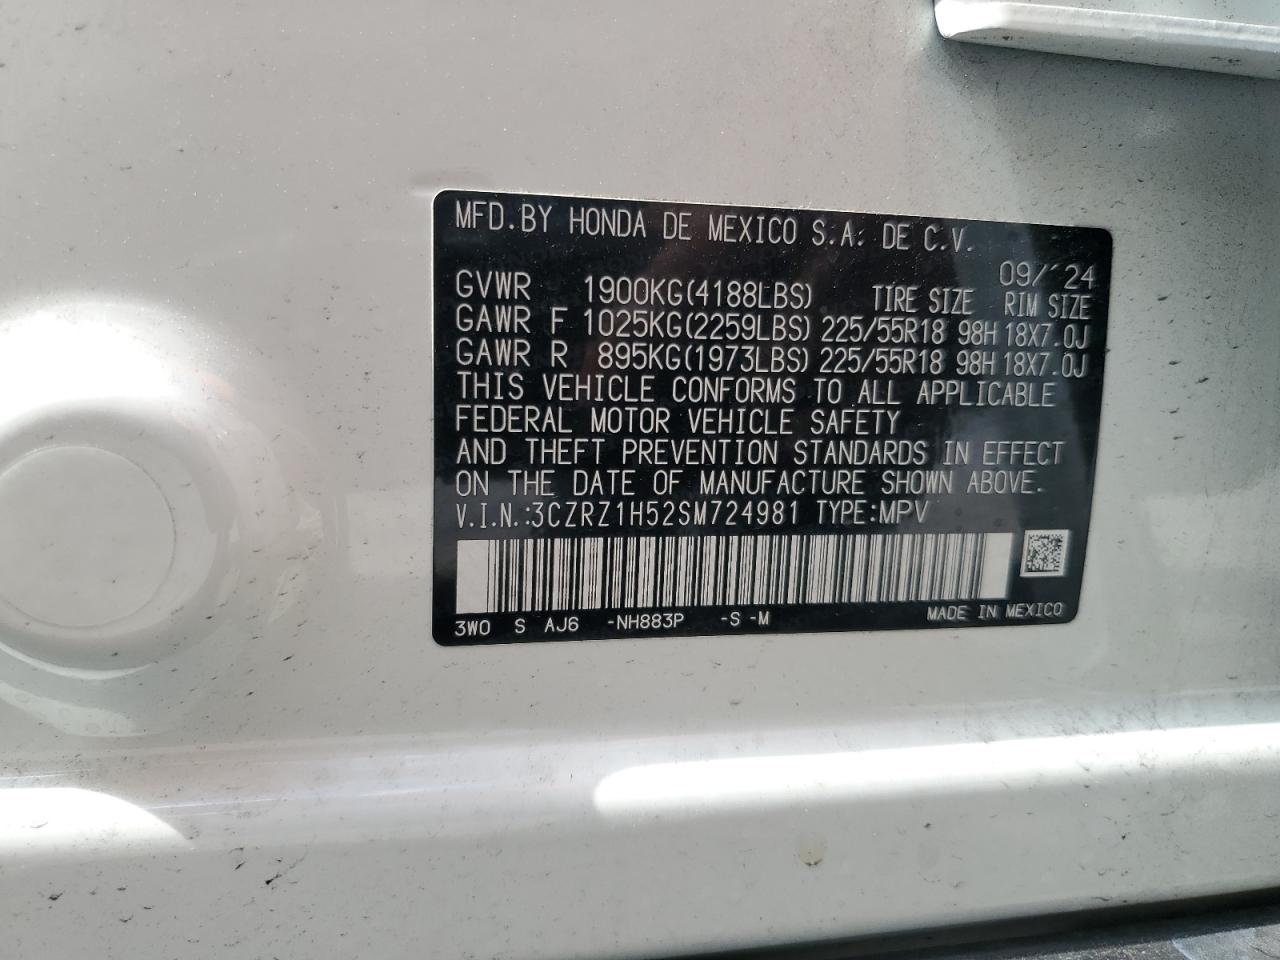 MFD.BY HONDA DE MEXICO S.A. DE C.V.
09/'24
GVWR 1900KG(4188LBS) TIRE SIZE RIM SIZE
GAWR F 1025KG(2259LBS) 225/55R18 98H 18X7.0J
GAWR R 895KG(1973LBS) 225/55R18 98H 18X7.0J
THIS VEHICLE CONFORMS TO ALL APPLICABLE
FEDERAL MOTOR VEHICLE SAFETY
AND THEFT PREVENTION STANDARDS IN EFFECT
ON THE DATE OF MANUFACTURE SHOWN ABOVE.
V.I.N.:3CZRZ1H52SM724981 TYPE:MPV
3W0 S AJ6 -NH883P -S -M MADE IN MEXICO